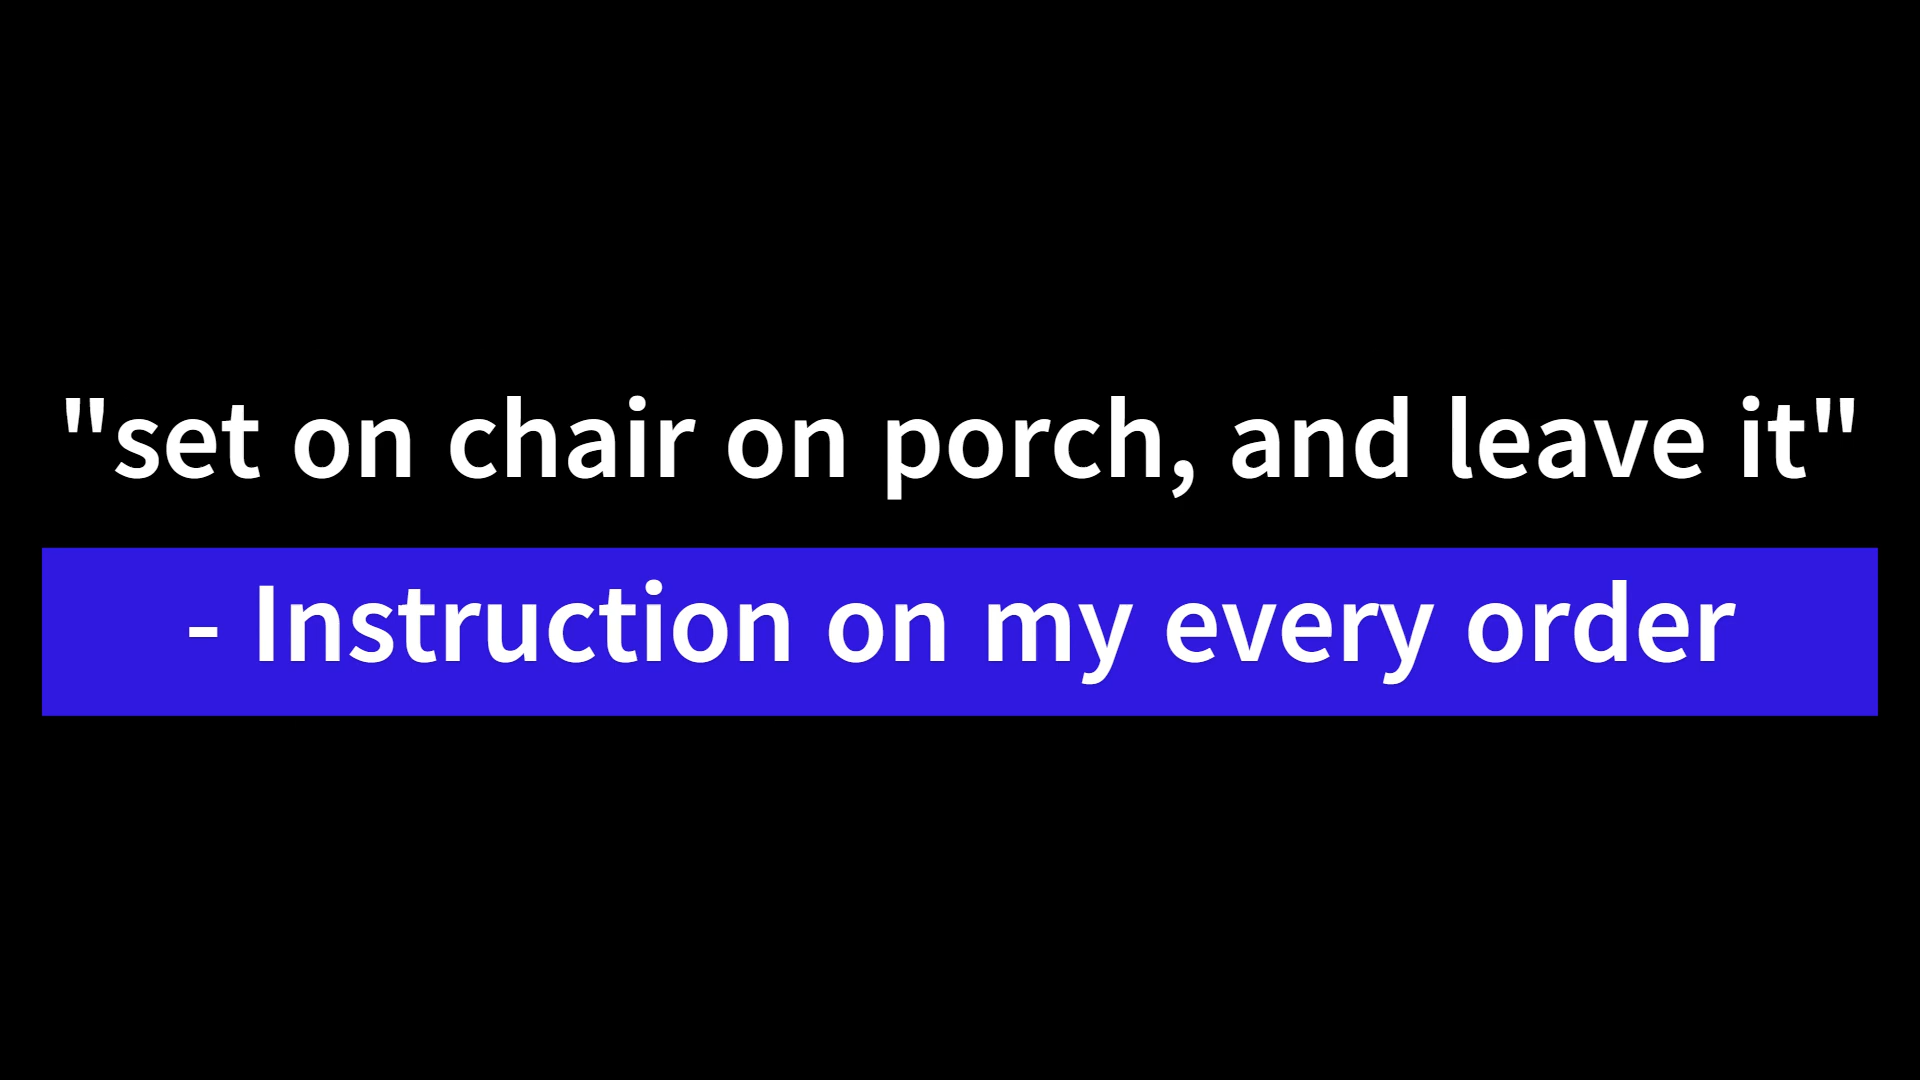 "set on chair on porch, and leave it"
- Instruction on my every order